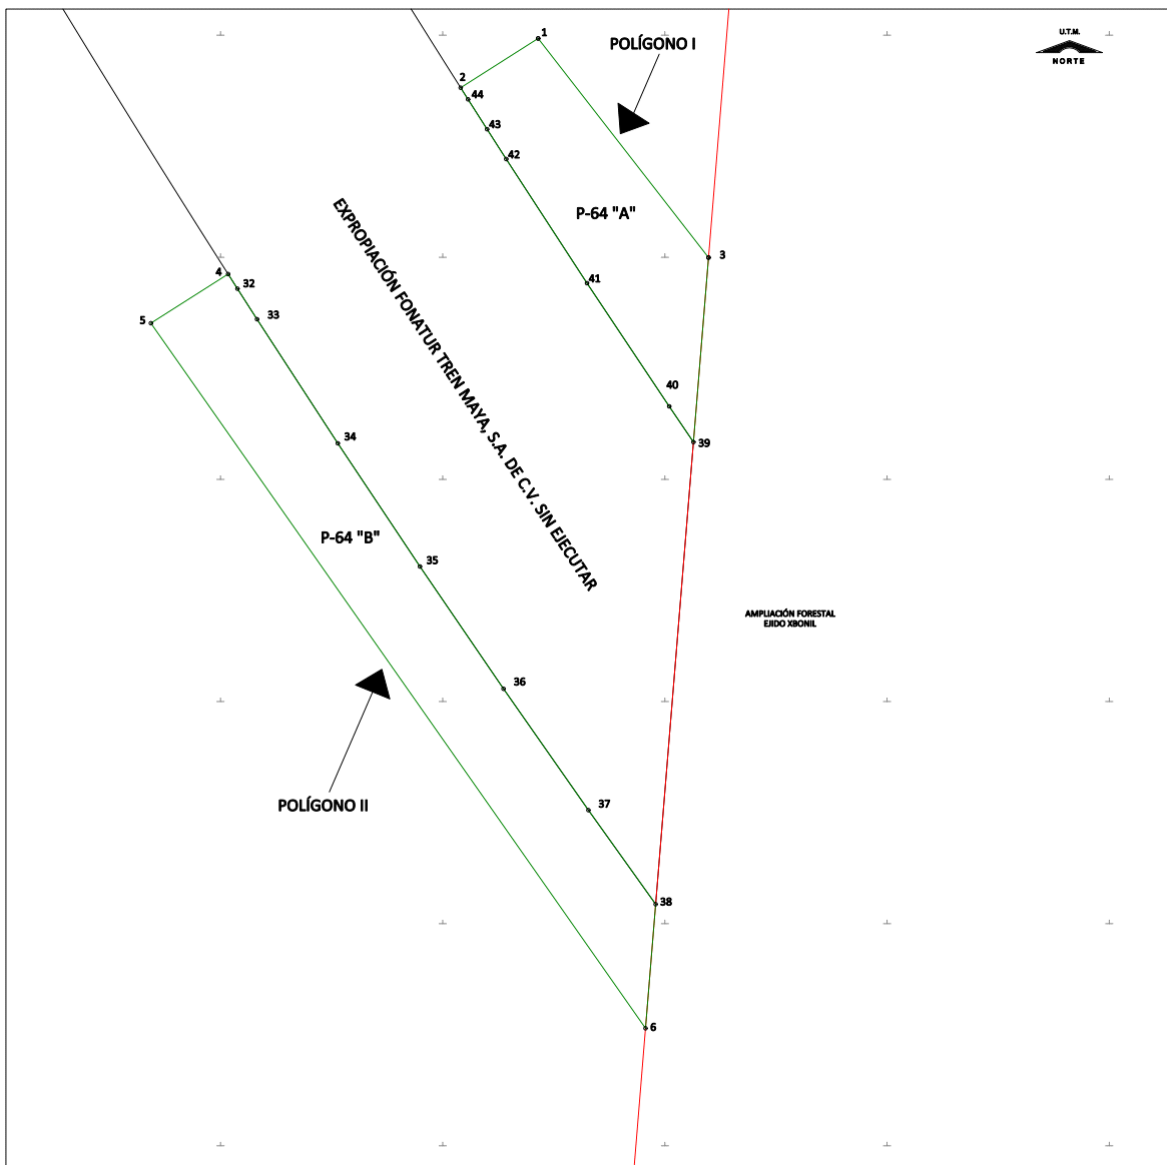 U.T.M.
NORTE
1
POLÍGONO I
2
44
43
42
P-64 "A"
3
EXPROPIACIÓN FONATUR TREN MAYA, S.A. DE C.V. SIN EJECUTAR
4
32
41
5
33
40
34
39
P-64 "B"
35
AMPLIACIÓN FORESTAL
EJIDO XBONIL
36
POLÍGONO II
37
38
6